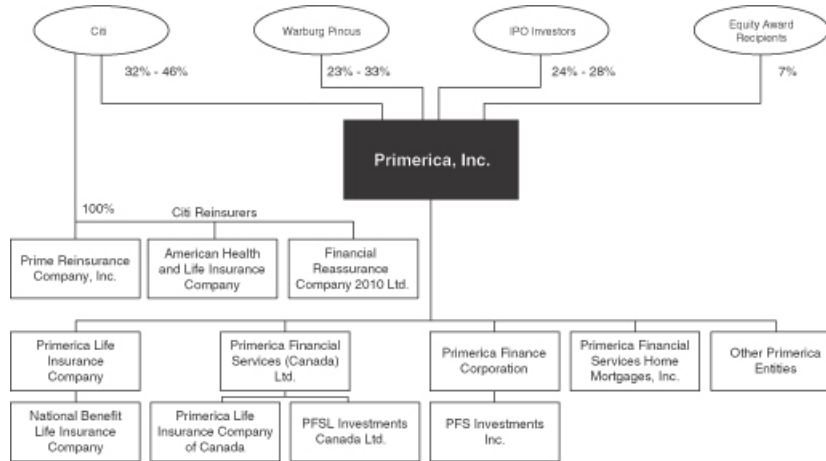 Citi
Warburg Pincus
IPO Investors
Equity Award
Recipients
32% - 46%
23% - 33%
24% - 28%
7%
Primerica, Inc.
100%
Citi Reinsurers
Prime Reinsurance
Company, Inc.
American Health
and Life Insurance
Company
Financial
Reassurance
Company 2010 Ltd.
Primerica Life
Insurance
Company
Primerica Financial
Services (Canada)
Ltd.
Primerica Finance
Corporation
Primerica Financial
Services Home
Mortgages, Inc.
Other Primerica
Entities
National Benefit
Life Insurance
Company
Primerica Life
Insurance Company
of Canada
PFSL Investments
Canada Ltd.
PFS Investments
Inc.